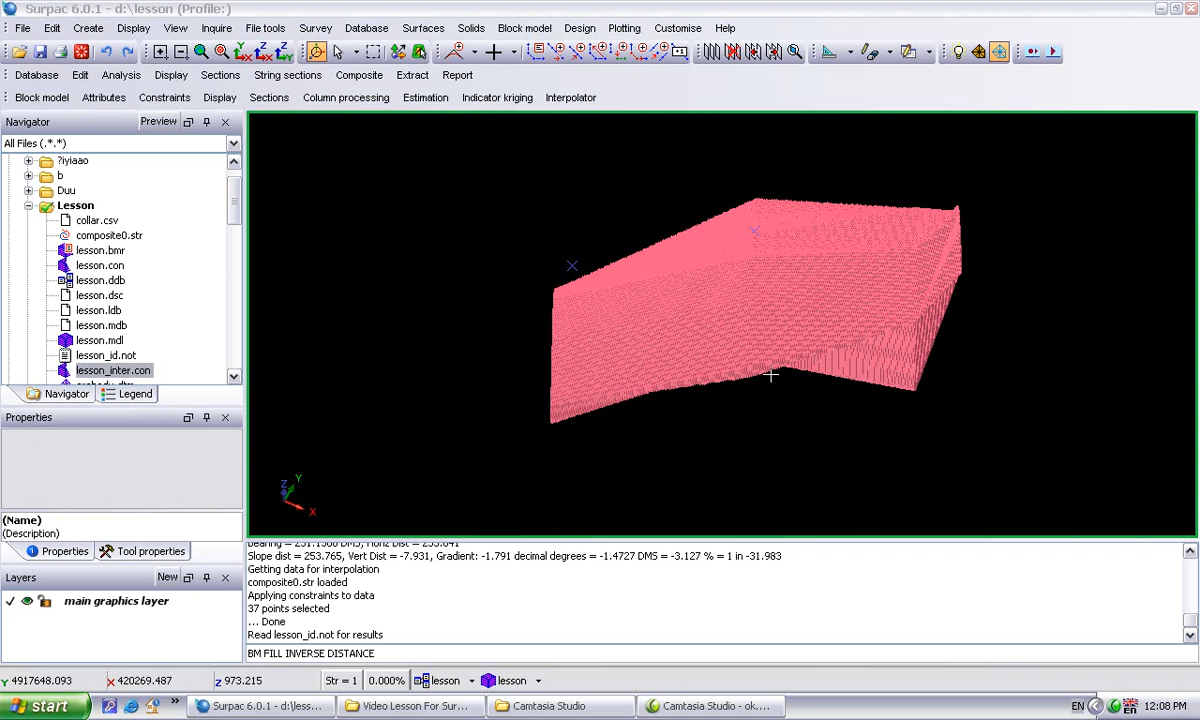 Surpac 6.0.1 - d:\lesson (Profile:)
File Edit Create Display View Inquire File tools Survey Database Surfaces Solids Block model Design Plotting Customise Help
Database Edit Analysis Display Sections String sections Composite Extract Report
Block model Attributes Constraints Display Sections Column processing Estimation Indicator kriging Interpolator
Navigator Preview
All Files (.*.*)
?iyiaao
b
Duu
Lesson
collar.csv
composite0.str
lesson.bmr
lesson.con
lesson.ddb
lesson.dsc
lesson.ldb
lesson.mdb
lesson.mdl
lesson_id.not
lesson_inter.con
Navigator Legend
Properties
(Name)
(Description)
Properties Tool properties
Layers New
main graphics layer
Z Y X
Slope dist = 253.765, Vert Dist = -7.931, Gradient: -1.791 decimal degrees = -1.4727 DMS = -3.127 % = 1 in -31.983
Getting data for interpolation
composite0.str loaded
Applying constraints to data
37 points selected
... Done
Read lesson_id.not for results
BM FILL INVERSE DISTANCE
Y 4917648.093 X 420269.487 Z 973.215 Str = 1 0.000% lesson lesson
start Surpac 6.0.1 - d:\less... Video Lesson For Sur... Camtasia Studio Camtasia Studio - ok.... EN 12:08 PM